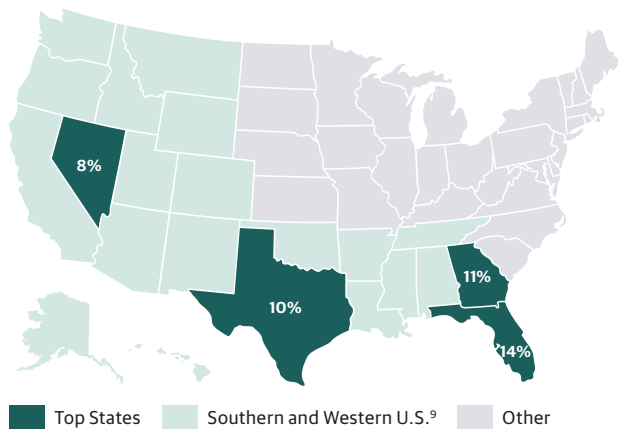 8%
11%
10%
14%
Top States
Southern and Western U.S.⁹
Other